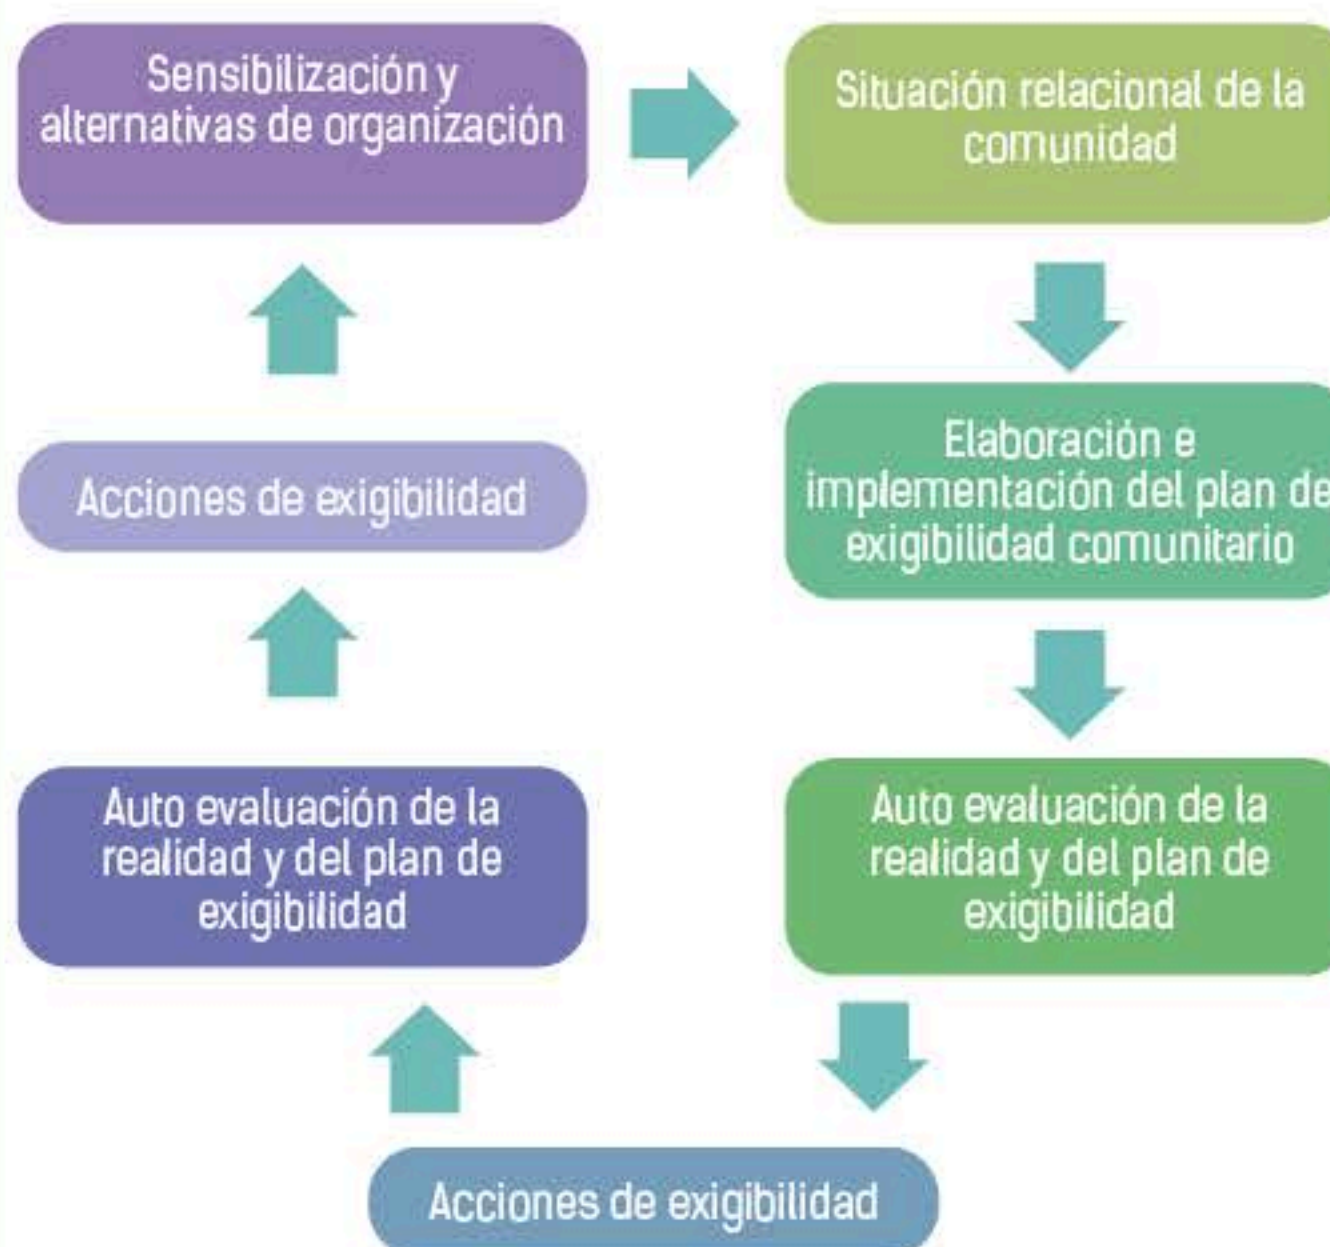 Sensibilización y
alternativas de organización
Situación relacional de la
comunidad
Elaboración e
implementación del plan de
exigibilidad comunitario
Auto evaluación de la
realidad y del plan de
exigibilidad
Acciones de exigibilidad
Auto evaluación de la
realidad y del plan de
exigibilidad
Acciones de exigibilidad